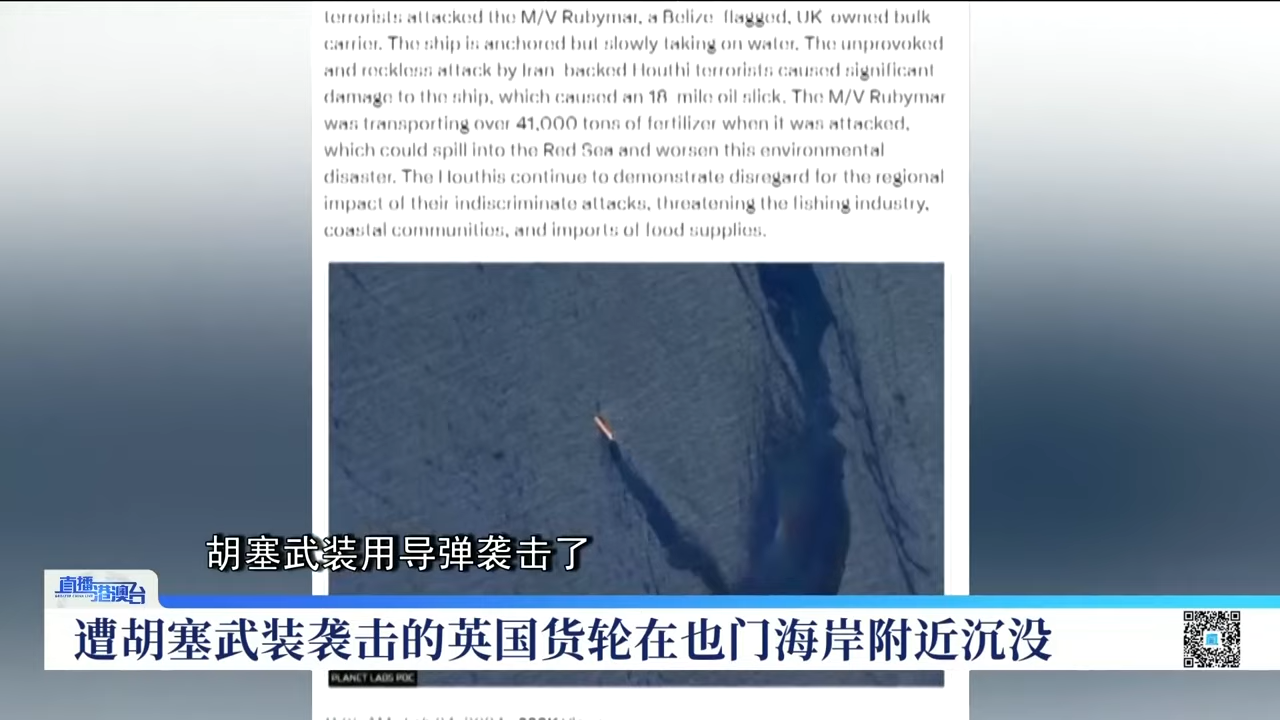 terrorists attacked the M/V Rubymar, a Belize flagged, UK owned bulk
carrier. The ship is anchored but slowly taking on water. The unprovoked
and reckless attack by Iran backed Houthi terrorists caused significant
damage to the ship, which caused an 18 mile oil slick. The M/V Rubymar
was transporting over 41,000 tons of fertilizer when it was attacked,
which could spill into the Red Sea and worsen this environmental
disaster. The Houthis continue to demonstrate disregard for the regional
impact of their indiscriminate attacks, threatening the fishing industry,
coastal communities, and imports of food supplies.
胡塞武装用导弹袭击了
直播港澳台
遭胡塞武装袭击的英国货轮在也门海岸附近沉没
PLANET LABS PBC